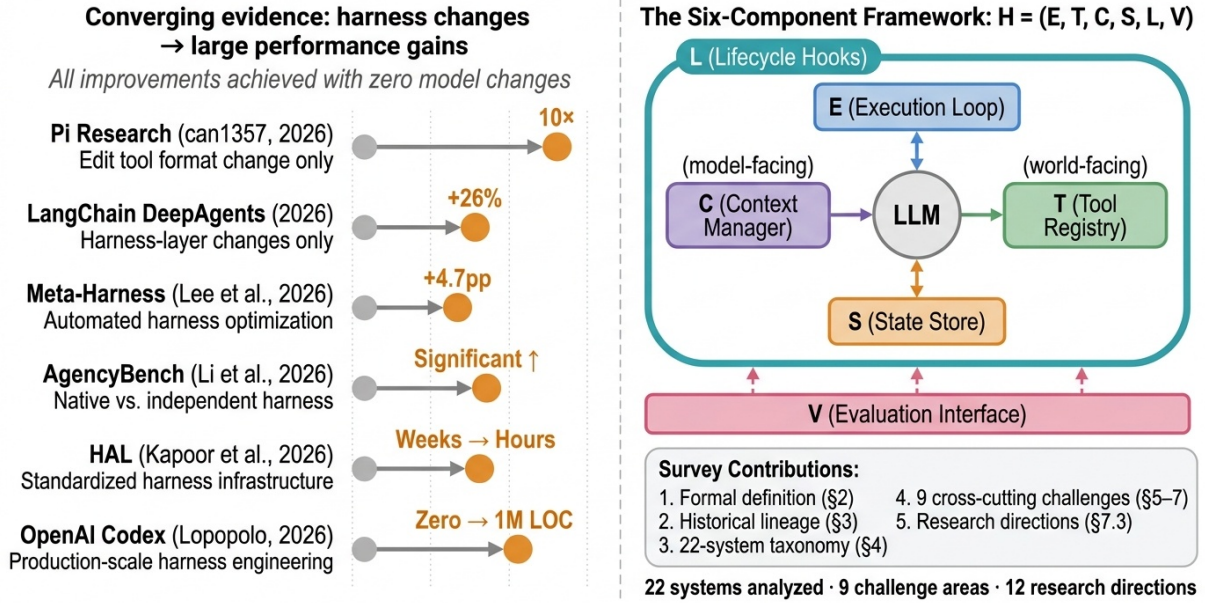 Converging evidence: harness changes
→ large performance gains
All improvements achieved with zero model changes
Pi Research (can1357, 2026)
Edit tool format change only
10×
LangChain DeepAgents (2026)
Harness-layer changes only
+26%
Meta-Harness (Lee et al., 2026)
Automated harness optimization
+4.7pp
AgencyBench (Li et al., 2026)
Native vs. independent harness
Significant ↑
HAL (Kapoor et al., 2026)
Standardized harness infrastructure
Weeks → Hours
OpenAI Codex (Lopopolo, 2026)
Production-scale harness engineering
Zero → 1M LOC
The Six-Component Framework: H = (E, T, C, S, L, V)
L (Lifecycle Hooks)
E (Execution Loop)
(model-facing)
C (Context
Manager)
LLM
(world-facing)
T (Tool
Registry)
S (State Store)
V (Evaluation Interface)
Survey Contributions:
1. Formal definition (§2)
2. Historical lineage (§3)
3. 22-system taxonomy (§4)
4. 9 cross-cutting challenges (§5–7)
5. Research directions (§7.3)
22 systems analyzed · 9 challenge areas · 12 research directions